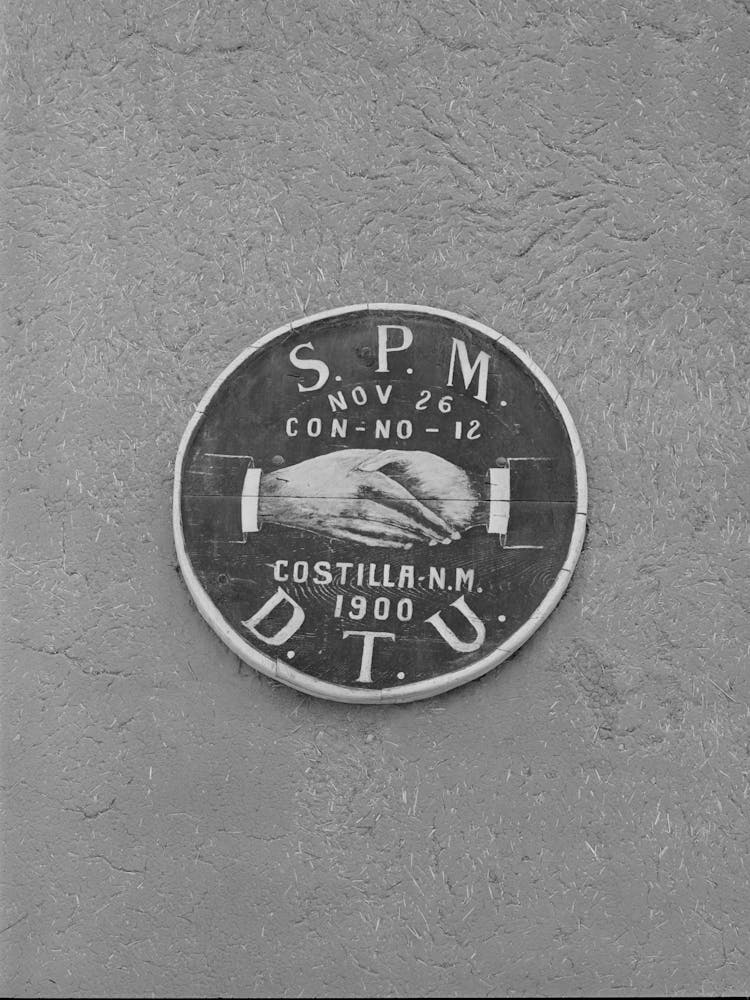 S. P. M.
NOV 26
CON-NO-12
COSTILLA-N.M.
1900
D. T. U.